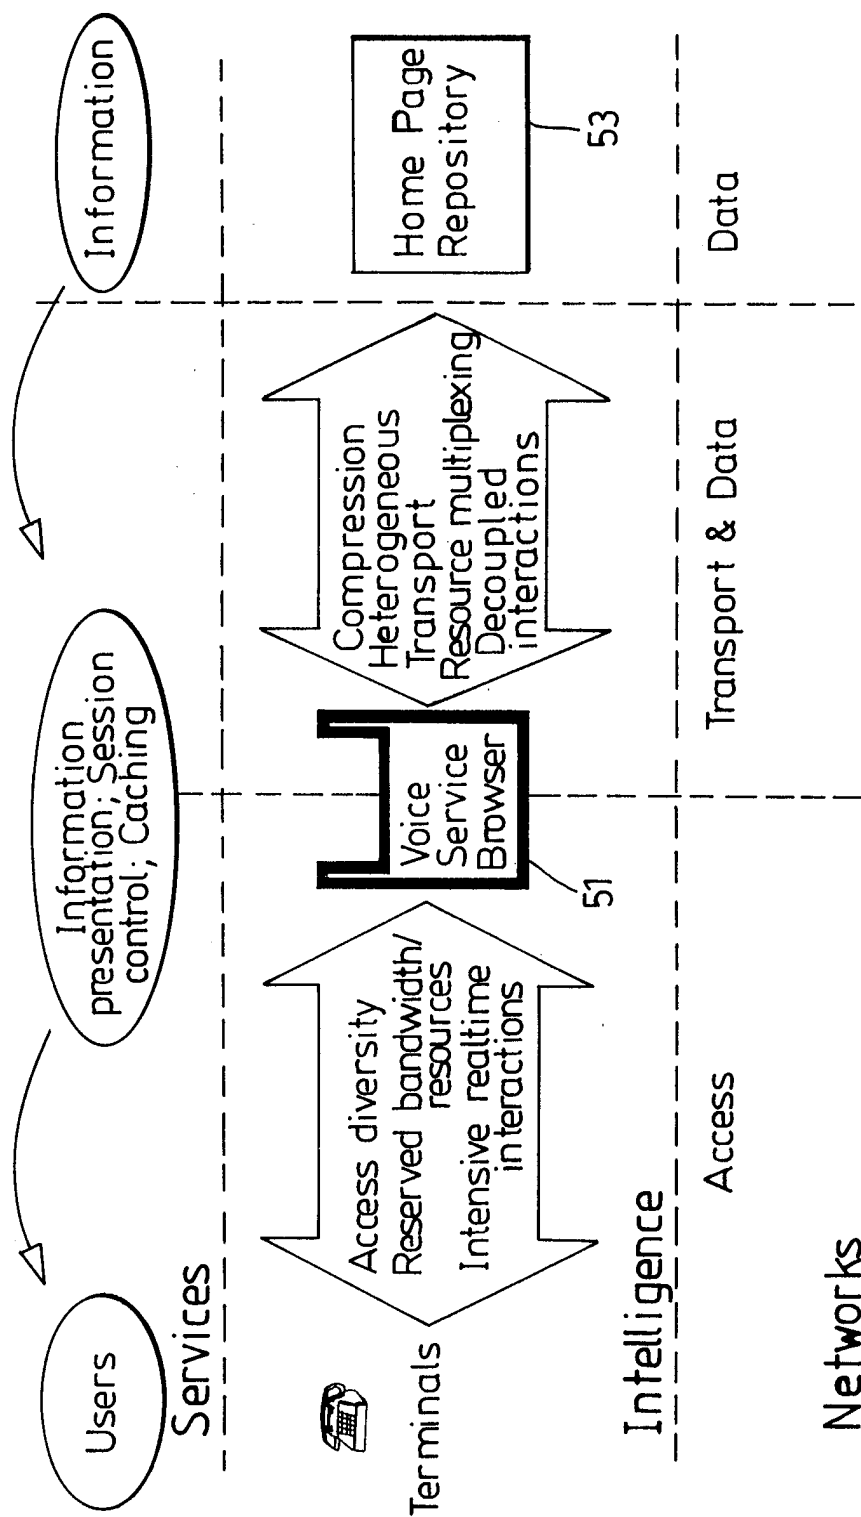 Users
Information
presentation; Session
control; Caching
Information
Services
Terminals
Access diversity
Reserved bandwidth/
resources
Intensive realtime
interactions
Voice
Service
Browser
51
Compression
Heterogeneous
Transport
Resource multiplexing
Decoupled
interactions
Home Page
Repository
53
Intelligence
Access
Transport & Data
Data
Networks